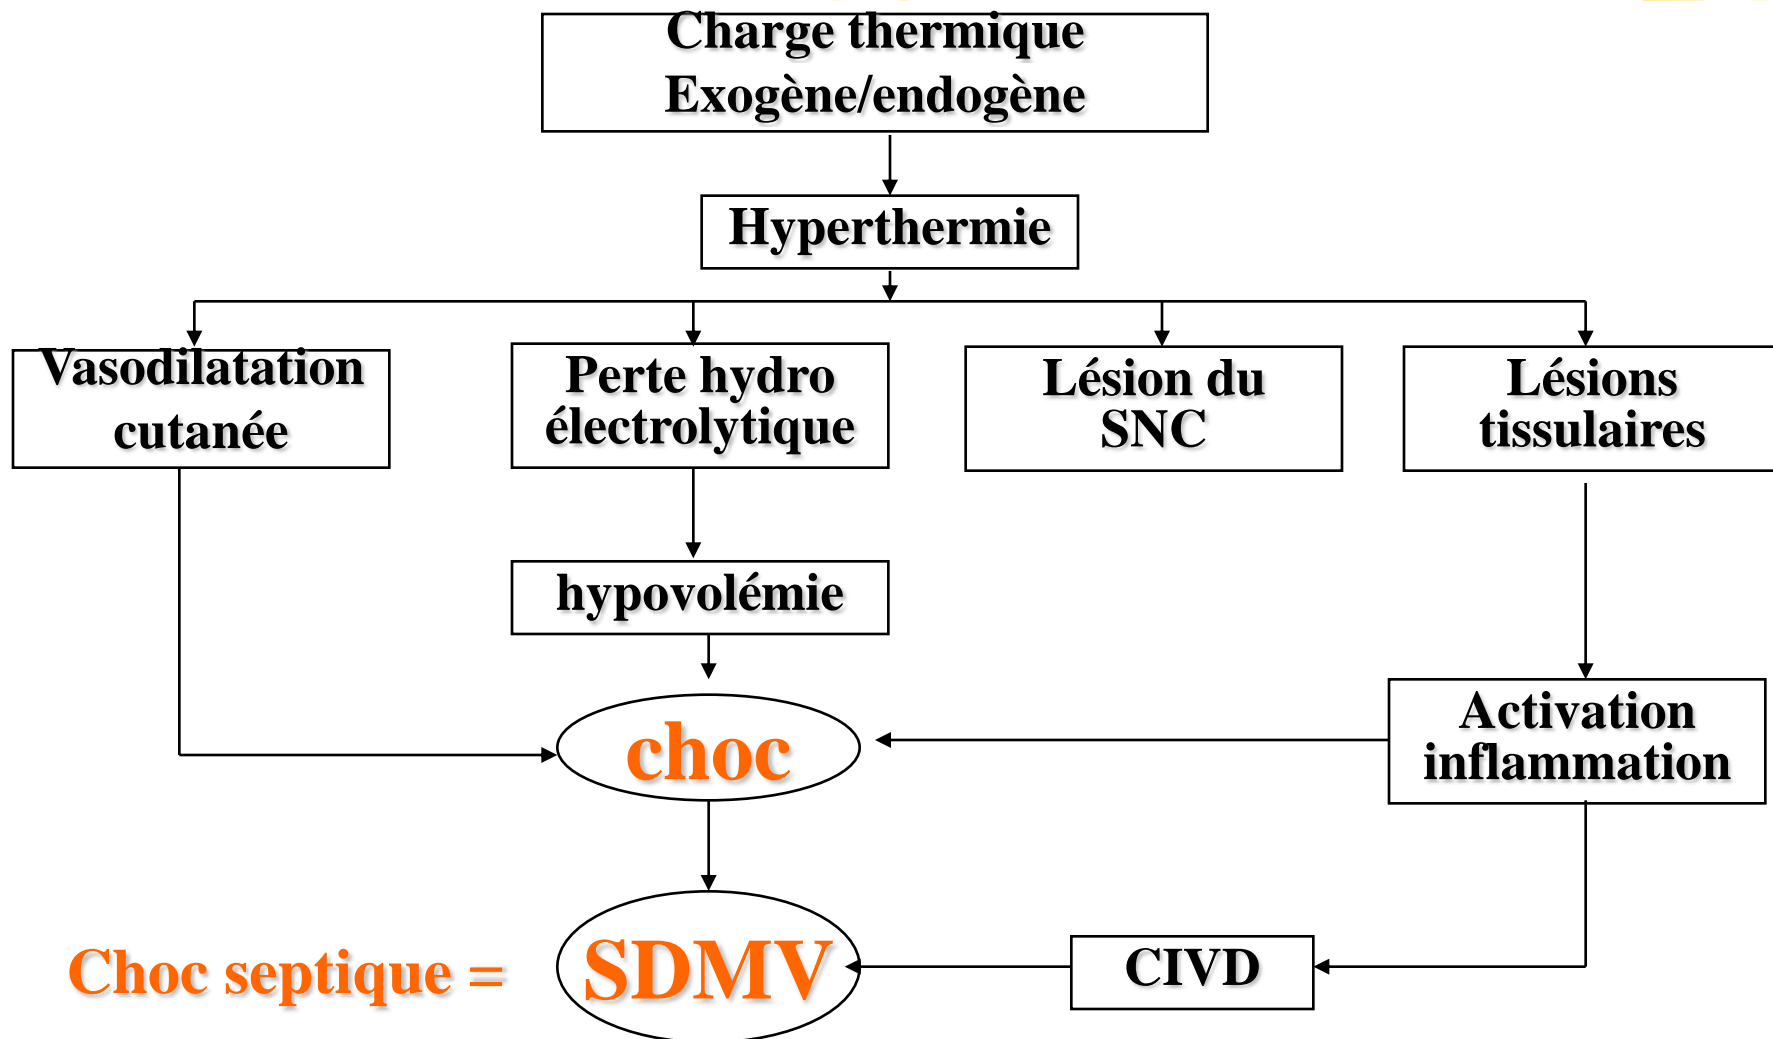 Charge thermique
Exogène/endogène
Hyperthermie
Vasodilatation
cutanée
Perte hydro
électrolytique
Lésion du
SNC
Lésions
tissulaires
hypovolémie
choc
Activation
inflammation
Choc septique =
SDMV
CIVD